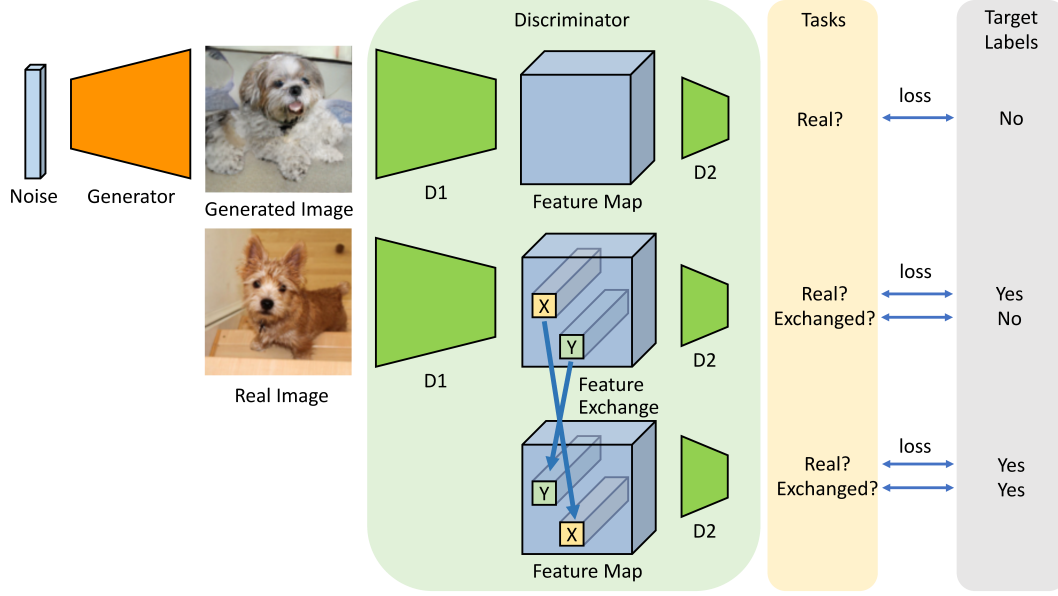 Discriminator
Tasks
Target
Labels
Noise
Generator
Generated Image
D1
Feature Map
D2
Real?
loss
No
Real Image
D1
X
Y
Feature
Exchange
D2
Real?
Exchanged?
loss
Yes
No
Y
X
Feature Map
D2
Real?
Exchanged?
loss
Yes
Yes